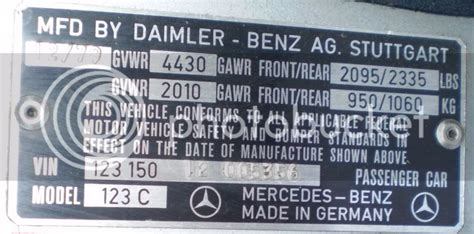 MFD BY DAIMLER - BENZ AG. STUTTGART
GVWR 4430 GAWR FRONT/REAR 2095/2335 LBS
GVWR 2010 GAWR FRONT/REAR 950/1060 KG
THIS VEHICLE CONFORMS TO ALL APPLICABLE FEDERAL
MOTOR VEHICLE SAFETY AND BUMPER STANDARDS IN
EFFECT ON THE DATE OF MANUFACTURE SHOWN ABOVE.
VIN 123 150 12
PASSENGER CAR
MODEL 123 C
MERCEDES-BENZ
MADE IN GERMANY
photobucket